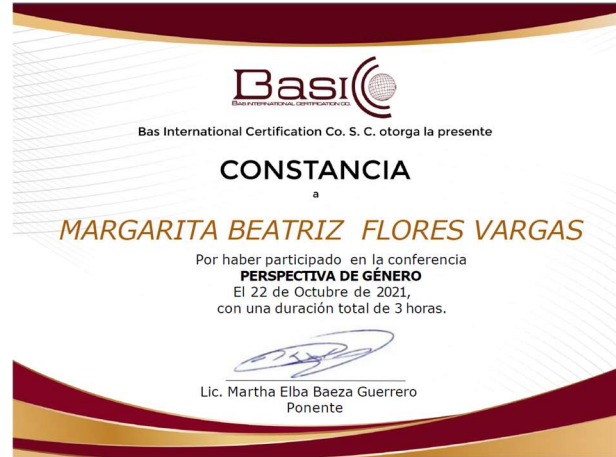 Basic
BAS INTERNATIONAL CERTIFICATION CO.
Bas International Certification Co. S. C. otorga la presente
CONSTANCIA
a
MARGARITA BEATRIZ FLORES VARGAS
Por haber participado en la conferencia
PERSPECTIVA DE GÉNERO
El 22 de Octubre de 2021,
con una duración total de 3 horas.
Lic. Martha Elba Baeza Guerrero
Ponente